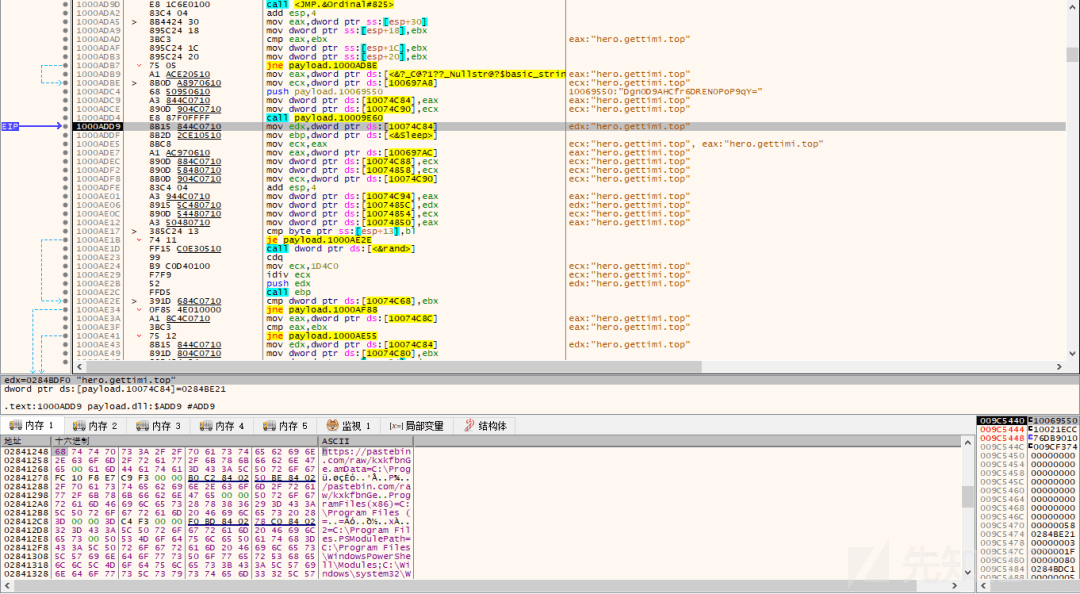 1000AD9D E8 1C6E0100 call <JMP.&Ordinal#825>
1000ADA2 83C4 04 add esp,4
1000ADA5 > 8B4424 30 mov eax,dword ptr ss:[esp+30]
1000ADA9 895C24 18 mov dword ptr ss:[esp+18],ebx
1000ADAD 3BC3 cmp eax,ebx eax:"hero.gettimi.top"
1000ADAF 895C24 1C mov dword ptr ss:[esp+1C],ebx
1000ADB3 895C24 20 mov dword ptr ss:[esp+20],ebx
1000ADB7 75 05 jne payload.1000ADBE
1000ADB9 A1 ACE20510 mov eax,dword ptr ds:[<&?_C@?1??_Nullstr@?$basic_strin eax:"hero.gettimi.top"
1000ADBE > 8B0D A8970610 mov ecx,dword ptr ds:[100697A8] ecx:"hero.gettimi.top"
1000ADC4 68 50950610 push payload.10069550 10069550:"DgnOD9AHCfr6DREN0PoP9qY="
1000ADC9 A3 844C0710 mov dword ptr ds:[10074C84],eax eax:"hero.gettimi.top"
1000ADCE 890D 904C0710 mov dword ptr ds:[10074C90],ecx ecx:"hero.gettimi.top"
1000ADD4 E8 87F0FFFF call payload.10009E60
EIP 1000ADD9 8B15 844C0710 mov edx,dword ptr ds:[10074C84] edx:"hero.gettimi.top"
1000ADDF 8B2D 2CE10510 mov ebp,dword ptr ds:[<&Sleep>]
1000ADE5 8BC8 mov ecx,eax ecx:"hero.gettimi.top", eax:"hero.gettimi.top"
1000ADE7 A1 AC970610 mov eax,dword ptr ds:[100697AC] eax:"hero.gettimi.top"
1000ADEC 890D 884C0710 mov dword ptr ds:[10074C88],ecx ecx:"hero.gettimi.top"
1000ADF2 890D 58480710 mov dword ptr ds:[10074858],ecx ecx:"hero.gettimi.top"
1000ADF8 8B0D 904C0710 mov ecx,dword ptr ds:[10074C90] ecx:"hero.gettimi.top"
1000ADFE 83C4 04 add esp,4
1000AE01 A3 944C0710 mov dword ptr ds:[10074C94],eax eax:"hero.gettimi.top"
1000AE06 8915 5C480710 mov dword ptr ds:[1007485C],edx edx:"hero.gettimi.top"
1000AE0C 890D 54480710 mov dword ptr ds:[10074854],ecx ecx:"hero.gettimi.top"
1000AE12 A3 50480710 mov dword ptr ds:[10074850],eax eax:"hero.gettimi.top"
1000AE17 > 385C24 13 cmp byte ptr ss:[esp+13],bl
1000AE1B 74 11 je payload.1000AE2E
1000AE1D FF15 C0E30510 call dword ptr ds:[<&rand>]
1000AE23 99 cdq
1000AE24 B9 C0D40100 mov ecx,1D4C0 ecx:"hero.gettimi.top"
1000AE29 F7F9 idiv ecx ecx:"hero.gettimi.top"
1000AE2B 52 push edx edx:"hero.gettimi.top"
1000AE2C FFD5 call ebp
1000AE2E > 391D 684C0710 cmp dword ptr ds:[10074C68],ebx
1000AE34 0F85 4E010000 jne payload.1000AF88
1000AE3A A1 8C4C0710 mov eax,dword ptr ds:[10074C8C] eax:"hero.gettimi.top"
1000AE3F 3BC3 cmp eax,ebx eax:"hero.gettimi.top"
1000AE41 75 12 jne payload.1000AE55
1000AE43 8B15 844C0710 mov edx,dword ptr ds:[10074C84] edx:"hero.gettimi.top"
1000AE49 891D 804C0710 mov dword ptr ds:[10074C80],ebx
edx=0284BDF0 "hero.gettimi.top"
dword ptr ds:[payload.10074C84]=0284BE21
.text:1000ADD9 payload.dll:$ADD9 #ADD9
内存 1 内存 2 内存 3 内存 4 内存 5 监视 1 [x=] 局部变量 结构体
地址 十六进制 ASCII
02841248 68 74 74 70 73 3A 2F 2F 70 61 73 74 65 62 69 6E https://pastebin
02841258 2E 63 6F 6D 2F 72 61 77 2F 6B 78 6B 66 62 6E 47 .com/raw/kxkfbnG
02841268 65 00 61 6D 44 61 74 61 3D 43 3A 5C 50 72 6F 67 e.amData=C:\Prog
02841278 FC 10 F8 E7 C9 F3 00 00 B0 C2 84 02 50 BE 84 02
02841288 2F 70 61 73 74 65 62 69 6E 2E 63 6F 6D 2F 72 61 /pastebin.com/ra
02841298 77 2F 6B 78 6B 66 62 6E 47 65 00 00 50 72 6F 67 w/kxkfbnGe..Prog
028412A8 72 61 6D 46 69 6C 65 73 28 78 38 36 29 3D 43 3A ramFiles(x86)=C:
028412B8 5C 50 72 6F 67 72 61 6D 20 46 69 6C 65 73 20 28 \Program Files (
028412C8 3D 00 00 3D C4 F3 00 00 F0 BD 84 02 78 C0 84 02
028412D8 32 3D 43 3A 5C 50 72 6F 67 72 61 6D 20 46 69 6C 2=C:\Program Fil
028412E8 65 73 00 50 53 4D 6F 64 75 6C 65 50 61 74 68 3D es.PSModulePath=
028412F8 43 3A 5C 50 72 6F 67 72 61 6D 20 46 69 6C 65 73 C:\Program Files
02841308 5C 57 69 6E 64 6F 77 73 50 6F 77 65 72 53 68 65 \WindowsPowerShe
02841318 6C 6C 5C 4D 6F 64 75 6C 65 73 3B 43 3A 5C 57 69 ll\Modules;C:\Wi
02841328 6E 64 6F 77 73 5C 73 79 73 74 65 6D 33 32 5C 57 ndows\system32\W
009C5440 10069550
009C5444 10021ECC
009C5448 76DB9010
009C544C 009CF374
009C5450 00000000
009C5454 00000000
009C5458 00000000
009C545C 00000000
009C5460 00000000
009C5464 00000000
009C5468 00000000
009C546C 00000000
009C5470 00000058
009C5474 0284BE21
009C5478 00000003
009C547C 0000001F
009C5480 00000080
009C5484 0284BDC1
009C5488 00000005
先知